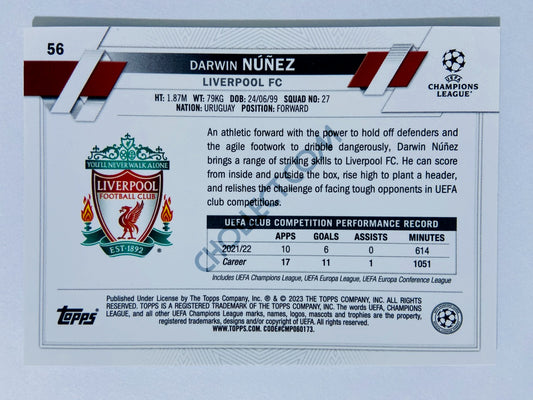 56
DARWIN NÚÑEZ
LIVERPOOL FC
HT: 1.87M WT: 79KG DOB: 24/06/99 SQUAD NO: 27
NATION: URUGUAY POSITION: FORWARD
UEFA
CHAMPIONS
LEAGUE
An athletic forward with the power to hold off defenders and
the agile footwork to dribble dangerously, Darwin Núñez
brings a range of striking skills to Liverpool FC. He can score
from inside and outside the box, rise high to plant a header,
and relishes the challenge of facing tough opponents in UEFA
club competitions.
YOU'LL NEVER WALK ALONE
LIVERPOOL
FOOTBALL CLUB
EST·1892
UEFA CLUB COMPETITION PERFORMANCE RECORD
APPS GOALS ASSISTS MINUTES
2021/22 10 6 0 614
Career 17 11 1 1051
Includes UEFA Champions League, UEFA Europa League, UEFA Europa Conference League
CHOLLECT.COM
Topps
Published Under License by The Topps Company, Inc. ® & © 2023 THE TOPPS COMPANY, INC. ALL RIGHTS
RESERVED. TOPPS IS A REGISTERED TRADEMARK OF THE TOPPS COMPANY, INC. The words UEFA, CHAMPIONS
LEAGUE, and all other UEFA Champions League marks, names, logos, mascots and trophies are the property,
registered trademarks, designs and/or copyright of UEFA. All rights reserved.
WWW.TOPPS.COM. CODE#CMP060173.